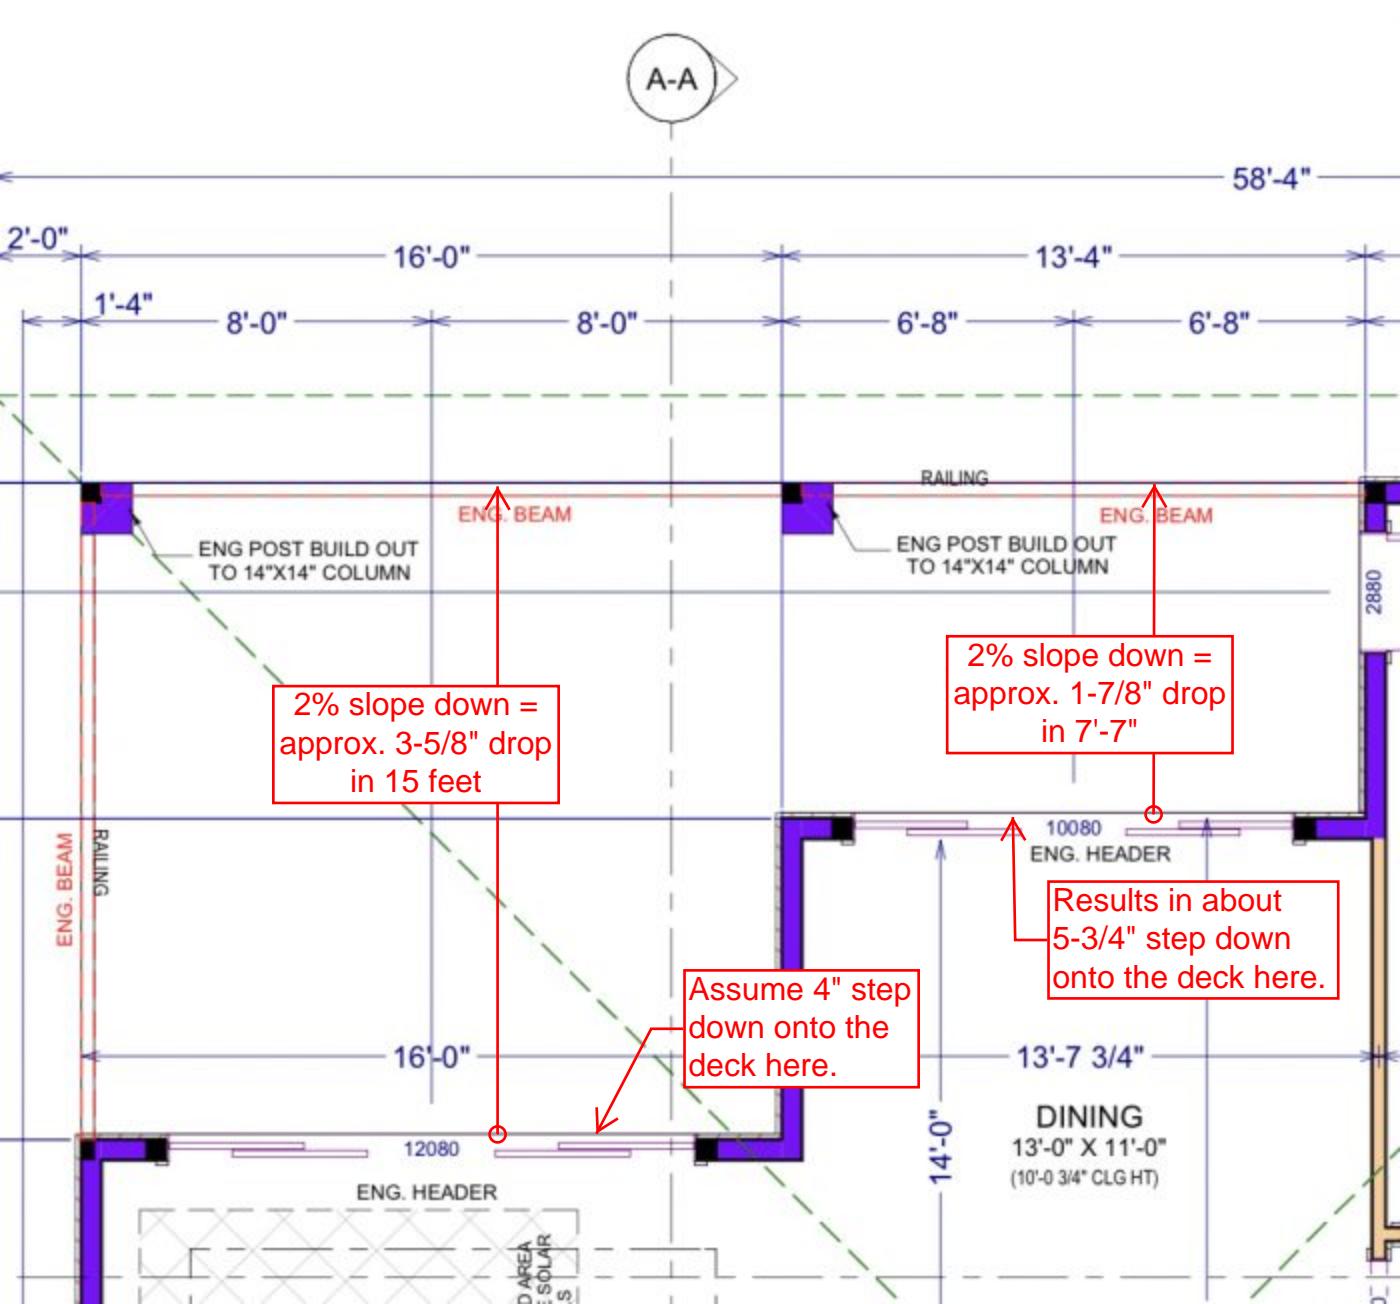 A-A
58'-4"
2'-0"
16'-0"
13'-4"
1'-4"
8'-0"
8'-0"
6'-8"
6'-8"
RAILING
ENG. BEAM
ENG. BEAM
ENG POST BUILD OUT
TO 14"X14" COLUMN
ENG POST BUILD OUT
TO 14"X14" COLUMN
2880
2% slope down =
approx. 3-5/8" drop
in 15 feet
2% slope down =
approx. 1-7/8" drop
in 7'-7"
ENG. BEAM
RAILING
10080
ENG. HEADER
Results in about
5-3/4" step down
onto the deck here.
Assume 4" step
down onto the
deck here.
16'-0"
13'-7 3/4"
14'-0"
DINING
13'-0" X 11'-0"
(10'-0 3/4" CLG HT)
12080
ENG. HEADER
D AREA
E SOLAR